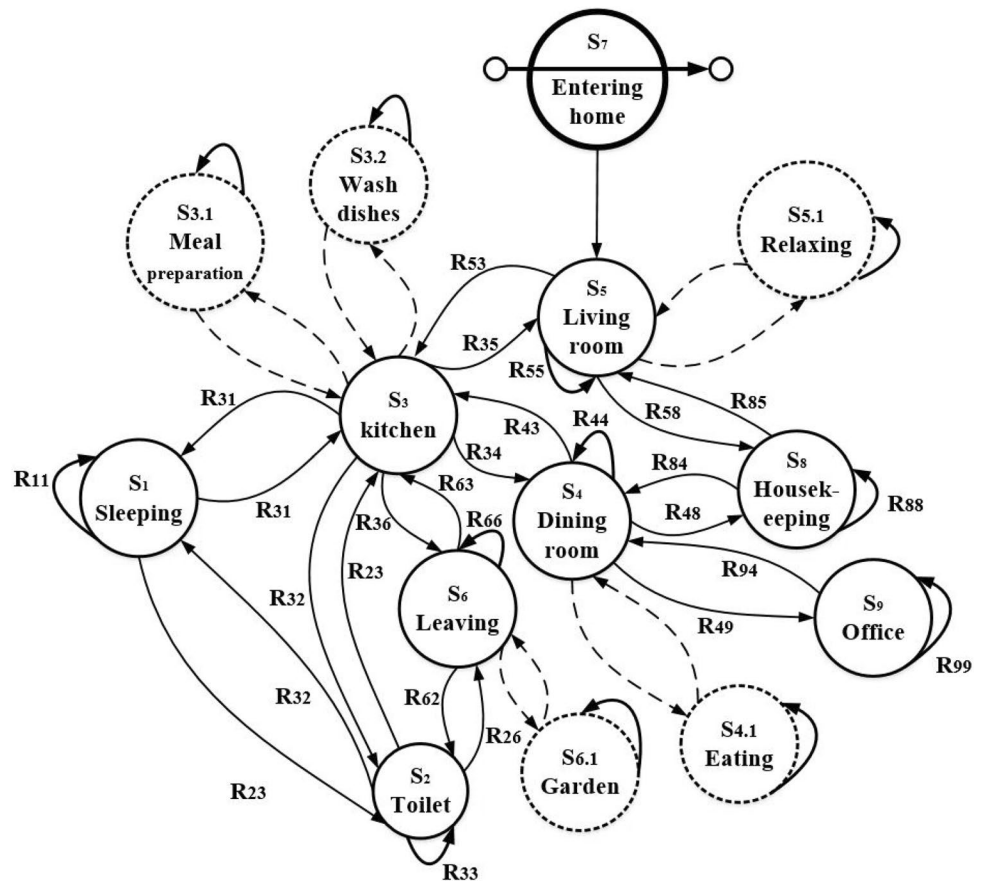 S7
Entering
home
S3.2
Wash
dishes
S3.1
Meal
preparation
S5.1
Relaxing
R53
S5
Living
room
R35
R55
R31
S3
kitchen
R58
R85
R43
R44
R34
R11
S1
Sleeping
R31
R63
R84
S8
Housek-
eeping
R88
S4
Dining
room
R48
R36
R66
R23
R94
R32
S6
Leaving
S9
Office
R49
R99
R32
R62
R26
S4.1
Eating
S6.1
Garden
R23
S2
Toilet
R33